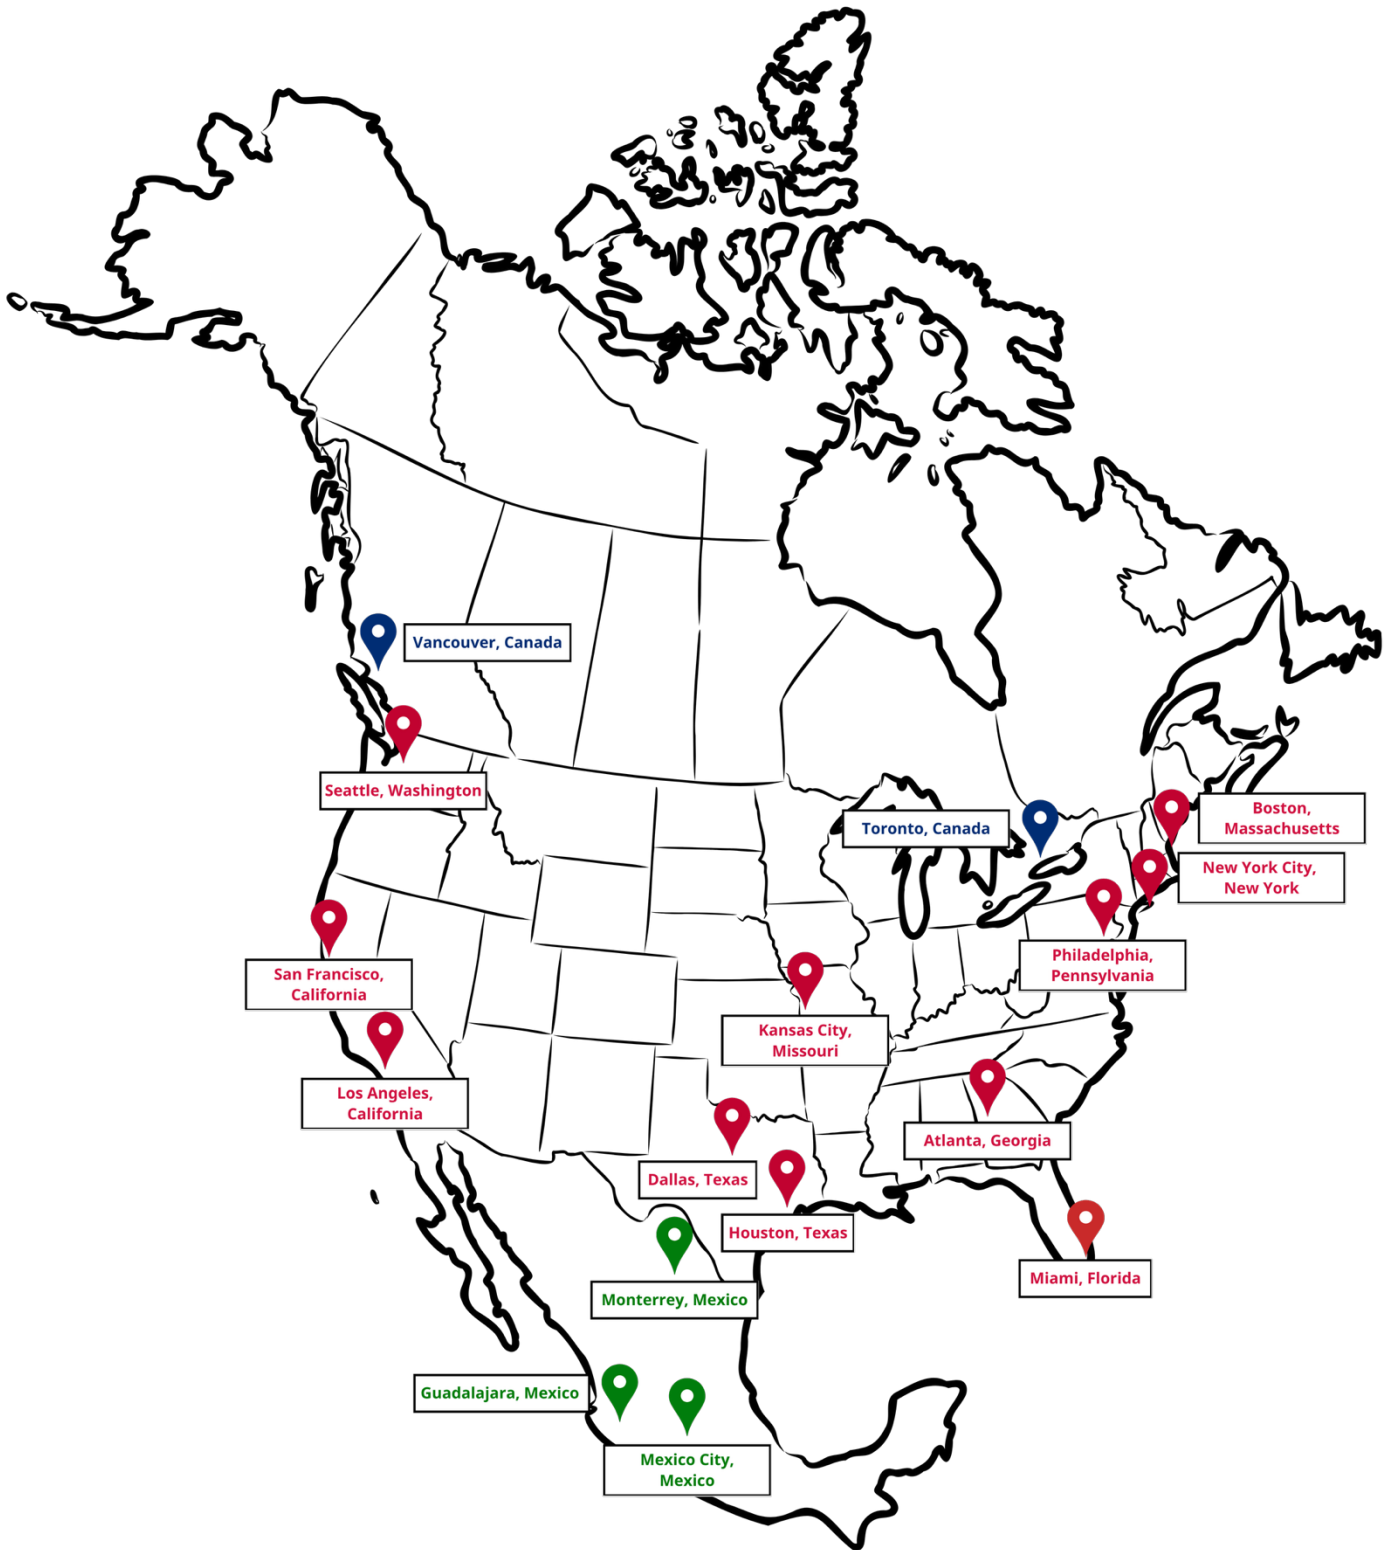 Vancouver, Canada
Seattle, Washington
Toronto, Canada
Boston,
Massachusetts
New York City,
New York
Philadelphia,
Pennsylvania
San Francisco,
California
Kansas City,
Missouri
Los Angeles,
California
Atlanta, Georgia
Dallas, Texas
Houston, Texas
Miami, Florida
Monterrey, Mexico
Guadalajara, Mexico
Mexico City,
Mexico